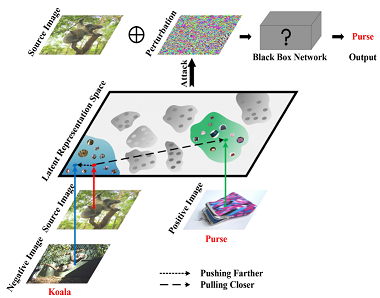 Source Image
Perturbation
?
Purse
Black Box Network
Output
Attack
Latent Representation Space
Source Image
Positive Image
Negative Image
Purse
Koala
Pushing Farther
Pulling Closer